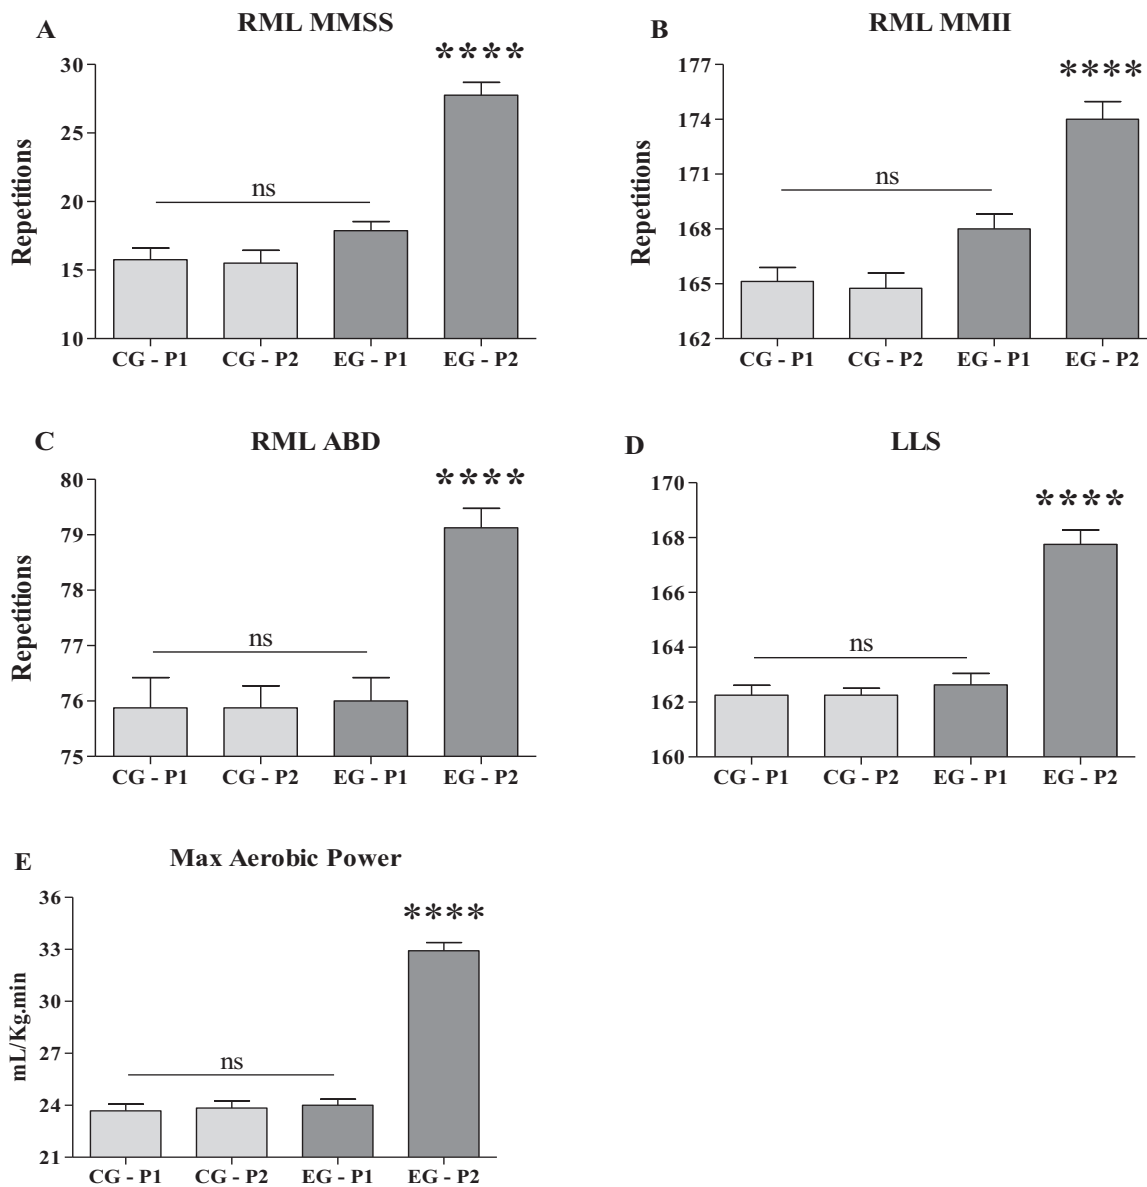 A
RML MMSS
Repetitions
30
25
20
15
10
ns
****
CG - P1
CG - P2
EG - P1
EG - P2
B
RML MMII
Repetitions
177
174
171
168
165
162
ns
****
CG - P1
CG - P2
EG - P1
EG - P2
C
RML ABD
Repetitions
80
79
78
77
76
75
ns
****
CG - P1
CG - P2
EG - P1
EG - P2
D
LLS
170
168
166
164
162
160
ns
****
CG - P1
CG - P2
EG - P1
EG - P2
E
Max Aerobic Power
mL/Kg.min
36
33
30
27
24
21
ns
****
CG - P1
CG - P2
EG - P1
EG - P2